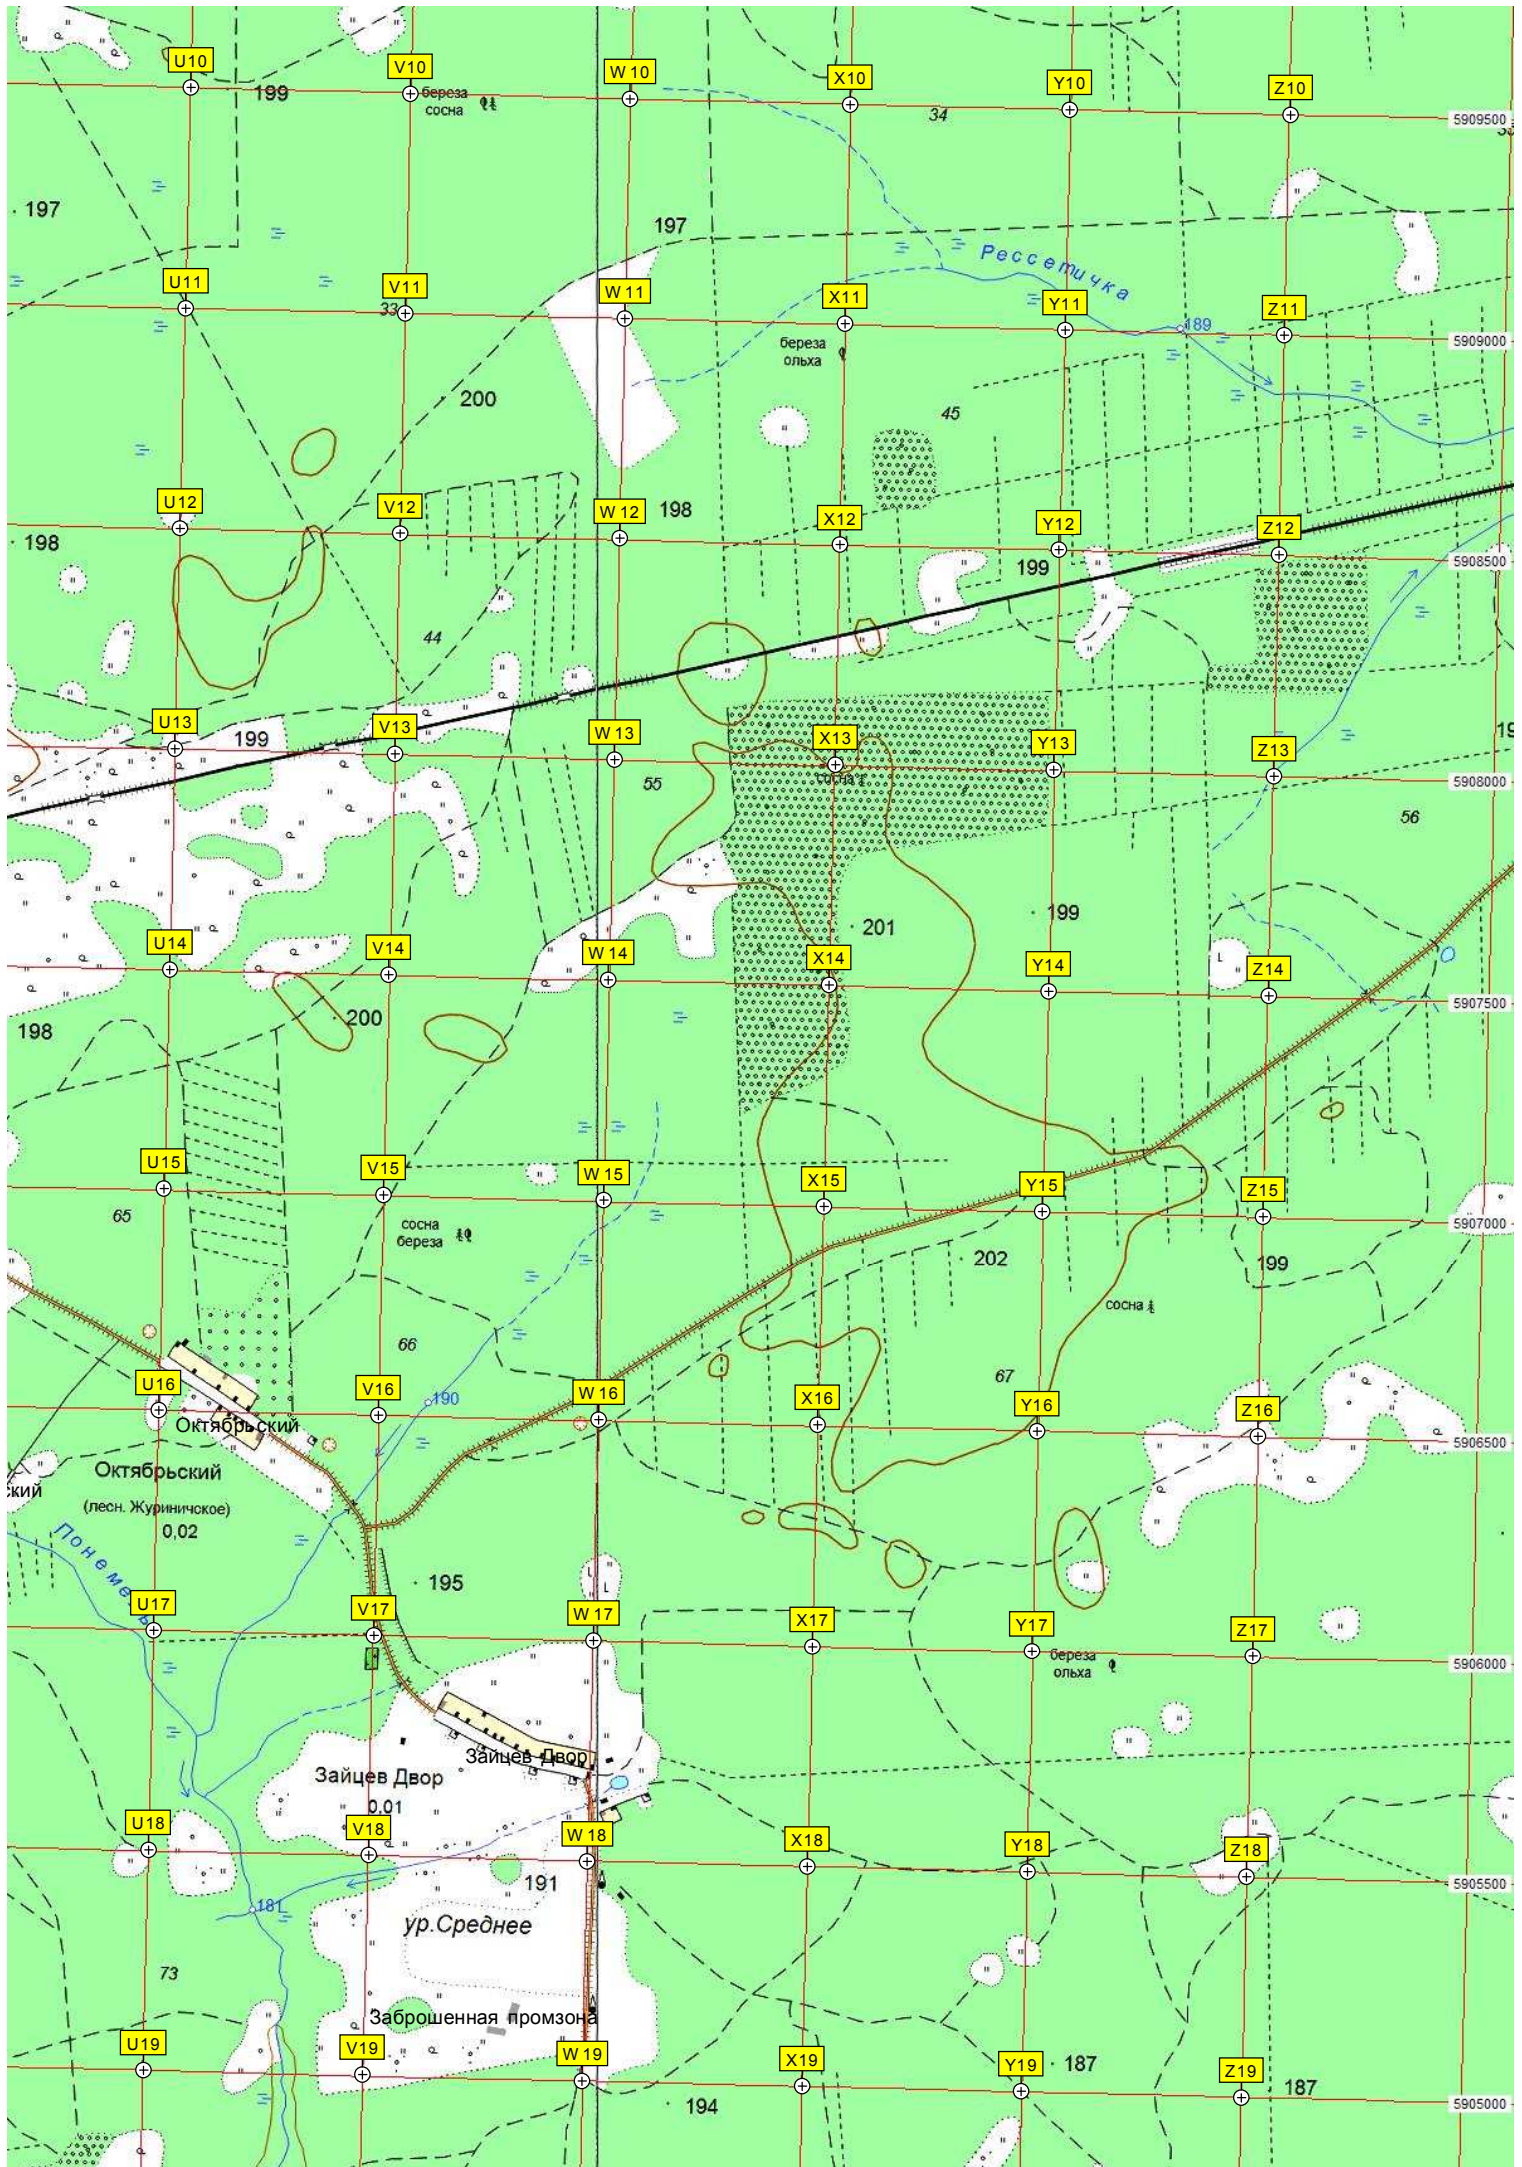 U10
V10
W 10
X10
Y10
Z10
199
береза
сосна
34
5909500
197
197
Рессетичка
U11
V11
W 11
X11
Y11
Z11
33
189
береза
ольха
5909000
200
45
U12
V12
W 12
X12
Y12
Z12
198
198
199
5908500
44
U13
V13
W 13
X13
Y13
Z13
199
55
сосна
5908000
56
201
199
U14
V14
W 14
X14
Y14
Z14
198
200
5907500
U15
V15
W 15
X15
Y15
Z15
65
сосна
береза
5907000
202
199
сосна
66
67
U16
V16
W 16
X16
Y16
Z16
190
Октябрьский
5906500
Октябрьский
ский
(лесн. Журиничское)
0,02
195
U17
V17
W 17
X17
Y17
Z17
береза
ольха
5906000
Зайцев Двор
Зайцев Двор
0,01
U18
V18
W 18
X18
Y18
Z18
191
5905500
181
ур.Среднее
73
Заброшенная промзона
U19
V19
W 19
X19
Y19
Z19
187
187
194
5905000